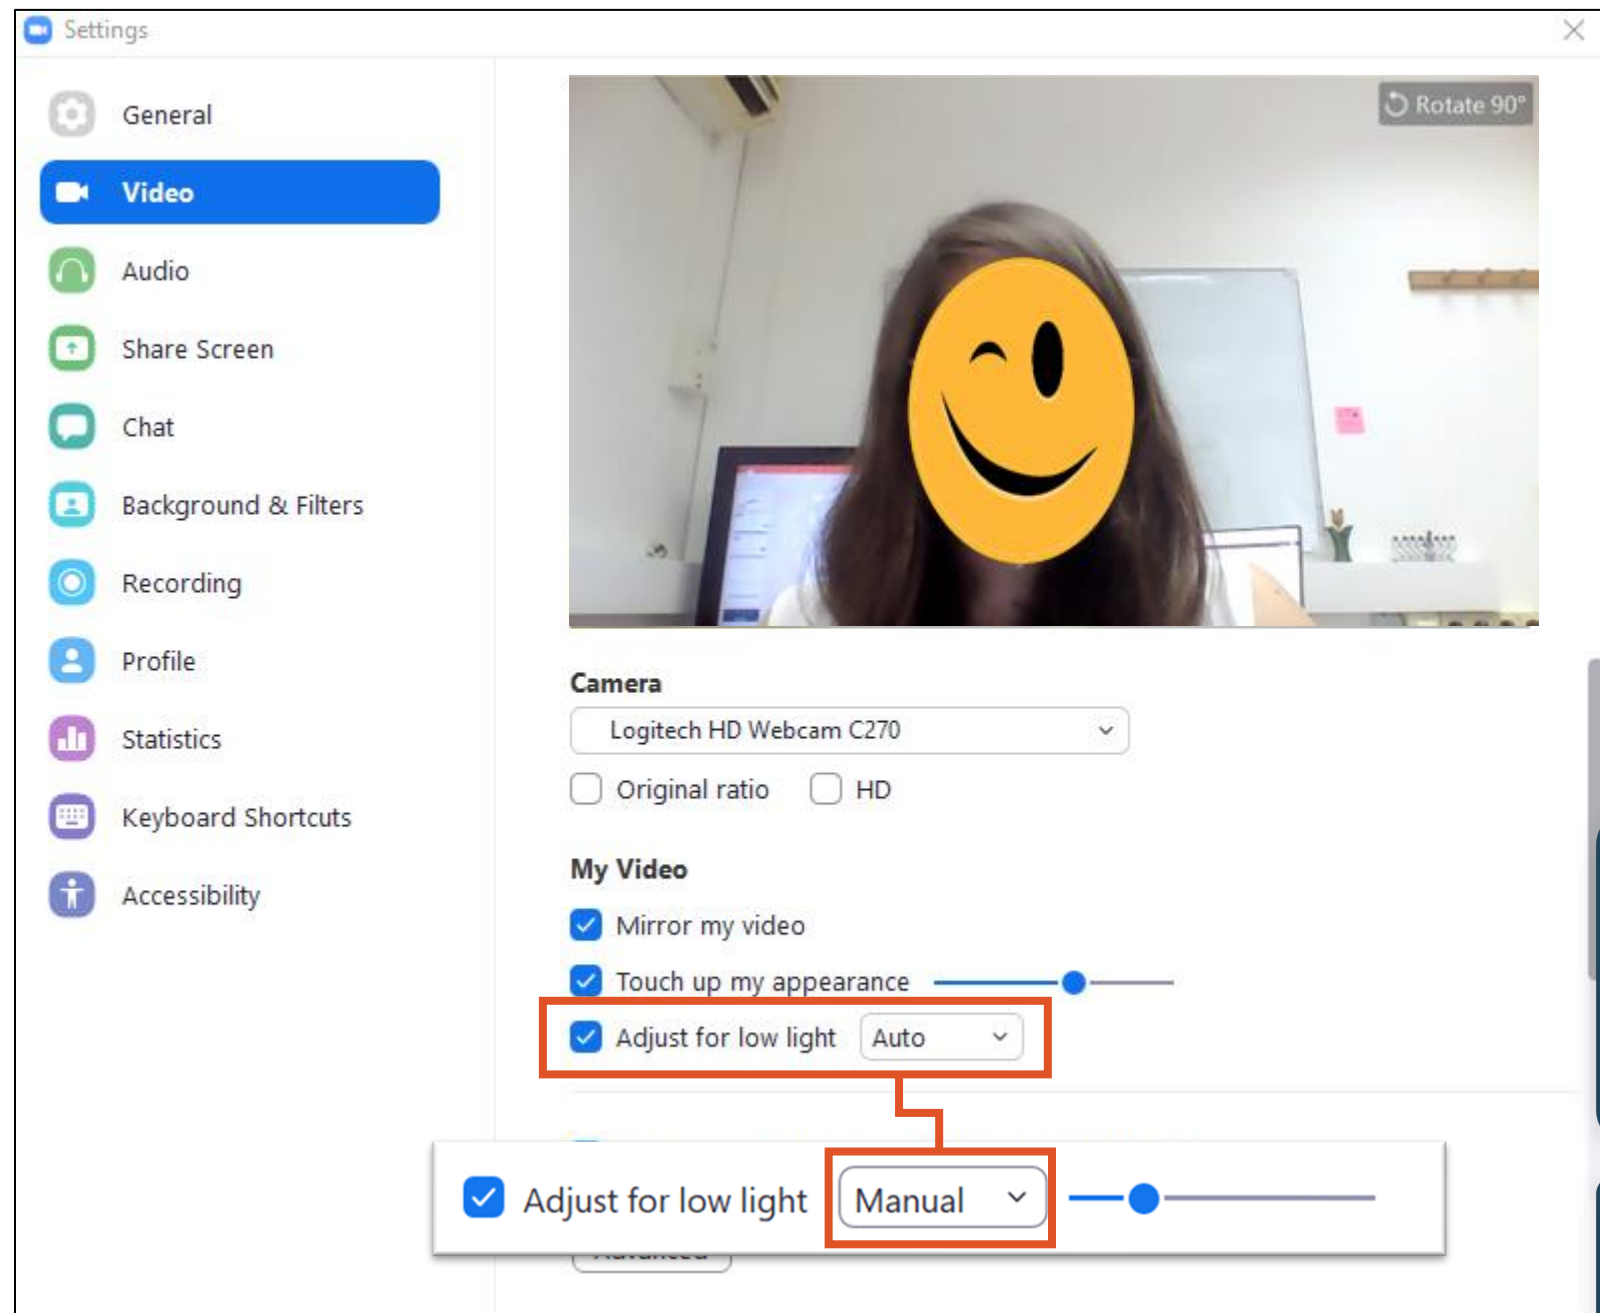 Settings
General
Video
Audio
Share Screen
Chat
Background & Filters
Recording
Profile
Statistics
Keyboard Shortcuts
Accessibility
Rotate 90°
Camera
Logitech HD Webcam C270
Original ratio HD
My Video
Mirror my video
Touch up my appearance
Adjust for low light Auto
Adjust for low light Manual
Advanced